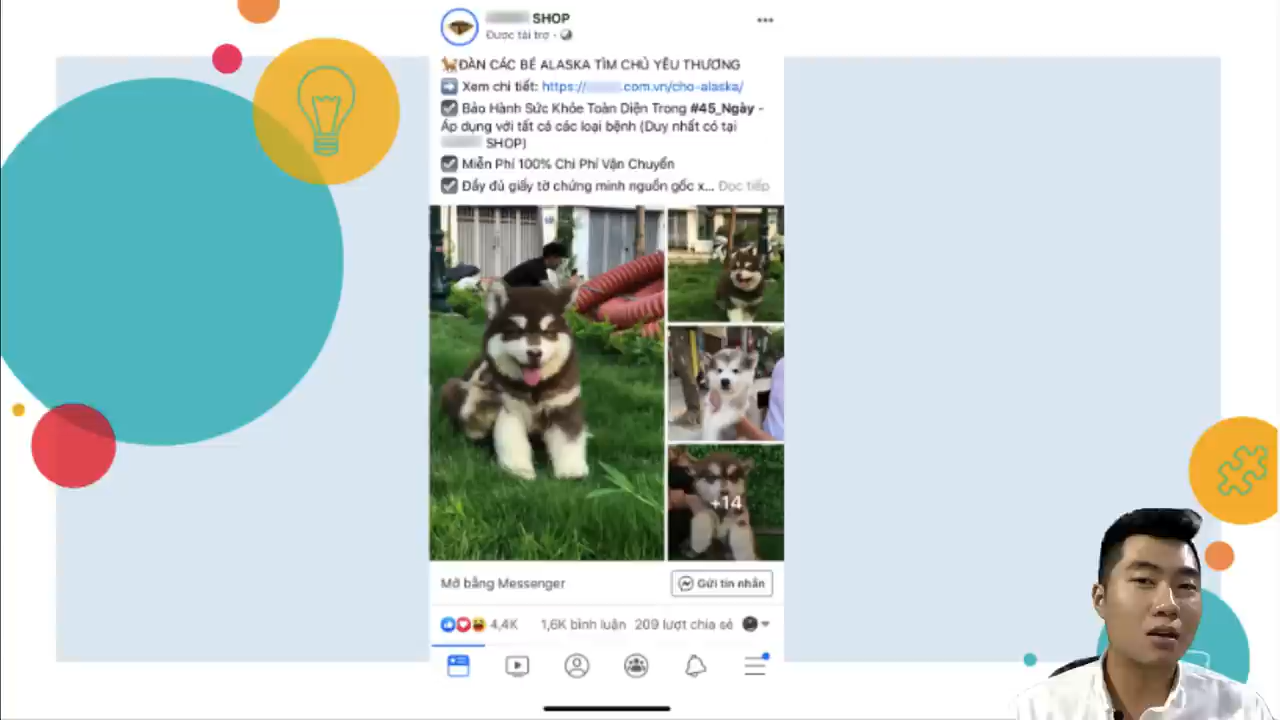 SHOP
Được tài trợ
ĐÀN CÁC BÉ ALASKA TÌM CHỦ YÊU THƯƠNG
Xem chi tiết: https:// .com.vn/cho-alaska/
Bảo Hành Sức Khỏe Toàn Diện Trong #45_Ngày -
Áp dụng với tất cả các loại bệnh (Duy nhất có tại
SHOP)
Miễn Phí 100% Chi Phí Vận Chuyển
Đầy đủ giấy tờ chứng minh nguồn gốc x... Đọc tiếp
+14
Mở bằng Messenger
Gửi tin nhắn
4,4K 1,6K bình luận 209 lượt chia sẻ